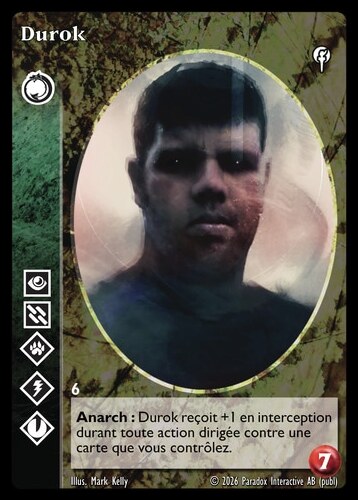 Durok
6
Anarch : Durok reçoit +1 en interception
durant toute action dirigée contre une
carte que vous contrôlez.
7
Illus. Mark Kelly
© 2026 Paradox Interactive AB (publ)